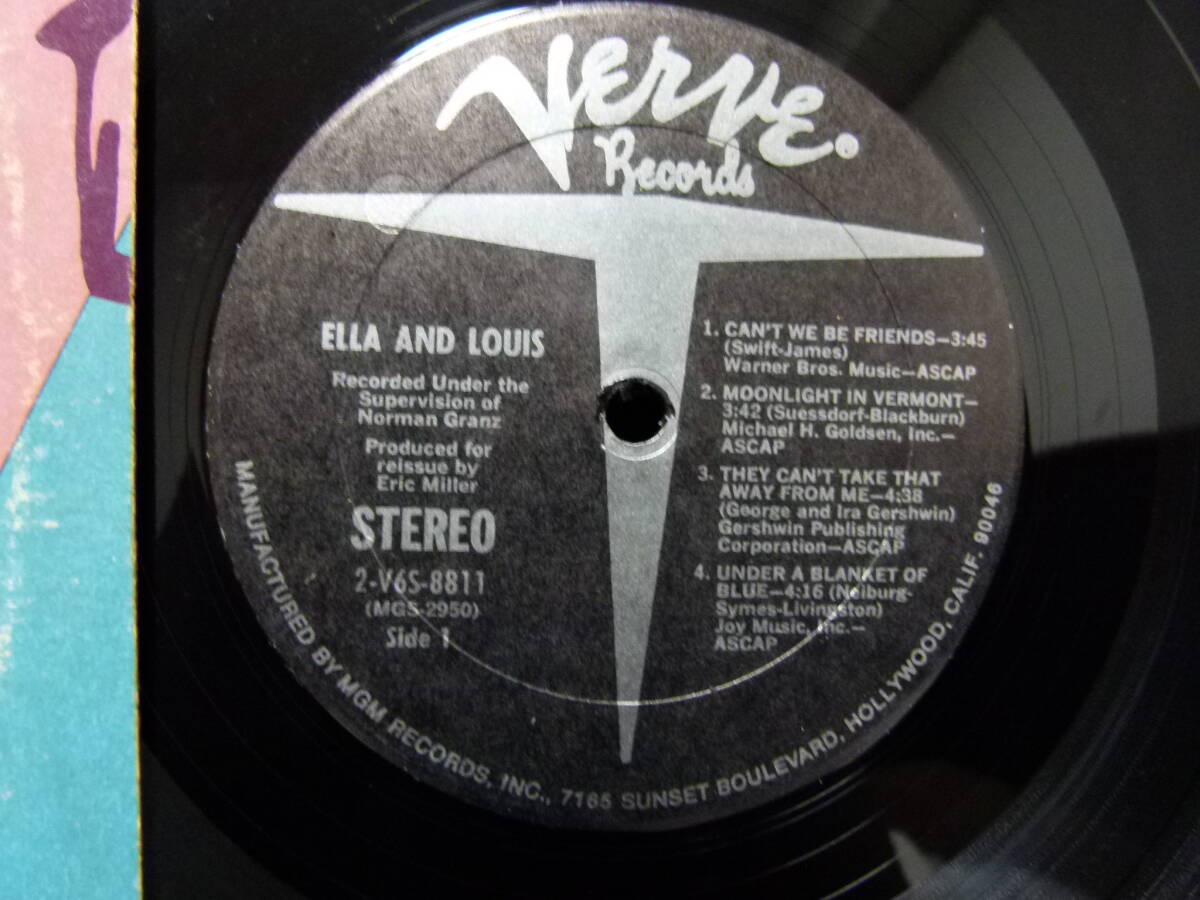 Verve
Records
ELLA AND LOUIS
Recorded Under the
Supervision of
Norman Granz
Produced for
reissue by
Eric Miller
STEREO
2-V6S-8811
(MGS-2950)
Side 1
1. CAN'T WE BE FRIENDS—3:45
(Swift-James)
Warner Bros. Music—ASCAP
2. MOONLIGHT IN VERMONT—
3:42 (Suessdorf-Blackburn)
Michael H. Goldsen, Inc.—
ASCAP
3. THEY CAN'T TAKE THAT
AWAY FROM ME—4:38
(George and Ira Gershwin)
Gershwin Publishing
Corporation—ASCAP
4. UNDER A BLANKET OF
BLUE—4:16 (Neiburg-
Symes-Livingston)
Joy Music, Inc.—
ASCAP
MANUFACTURED BY MGM RECORDS, INC., 7165 SUNSET BOULEVARD, HOLLYWOOD, CALIF. 90046